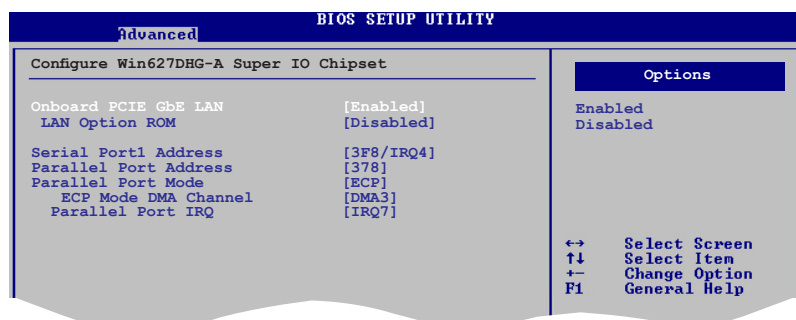 BIOS SETUP UTILITY
Advanced
Configure Win627DHG-A Super IO Chipset
Onboard PCIE GbE LAN [Enabled]
LAN Option ROM [Disabled]
Serial Port1 Address [3F8/IRQ4]
Parallel Port Address [378]
Parallel Port Mode [ECP]
ECP Mode DMA Channel [DMA3]
Parallel Port IRQ [IRQ7]
Options
Enabled
Disabled
←→ Select Screen
↑↓ Select Item
+- Change Option
F1 General Help